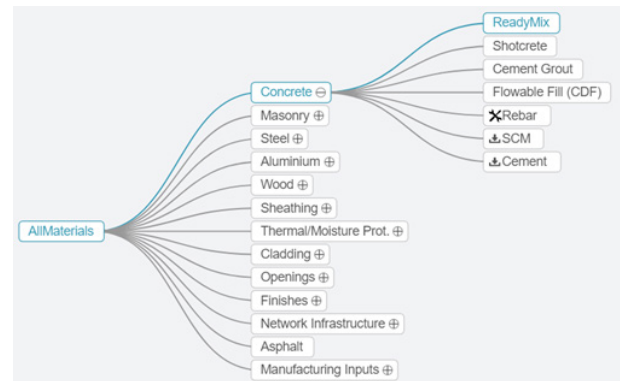 AllMaterials
Concrete
Masonry
Steel
Aluminium
Wood
Sheathing
Thermal/Moisture Prot.
Cladding
Openings
Finishes
Network Infrastructure
Asphalt
Manufacturing Inputs
ReadyMix
Shotcrete
Cement Grout
Flowable Fill (CDF)
Rebar
SCM
Cement